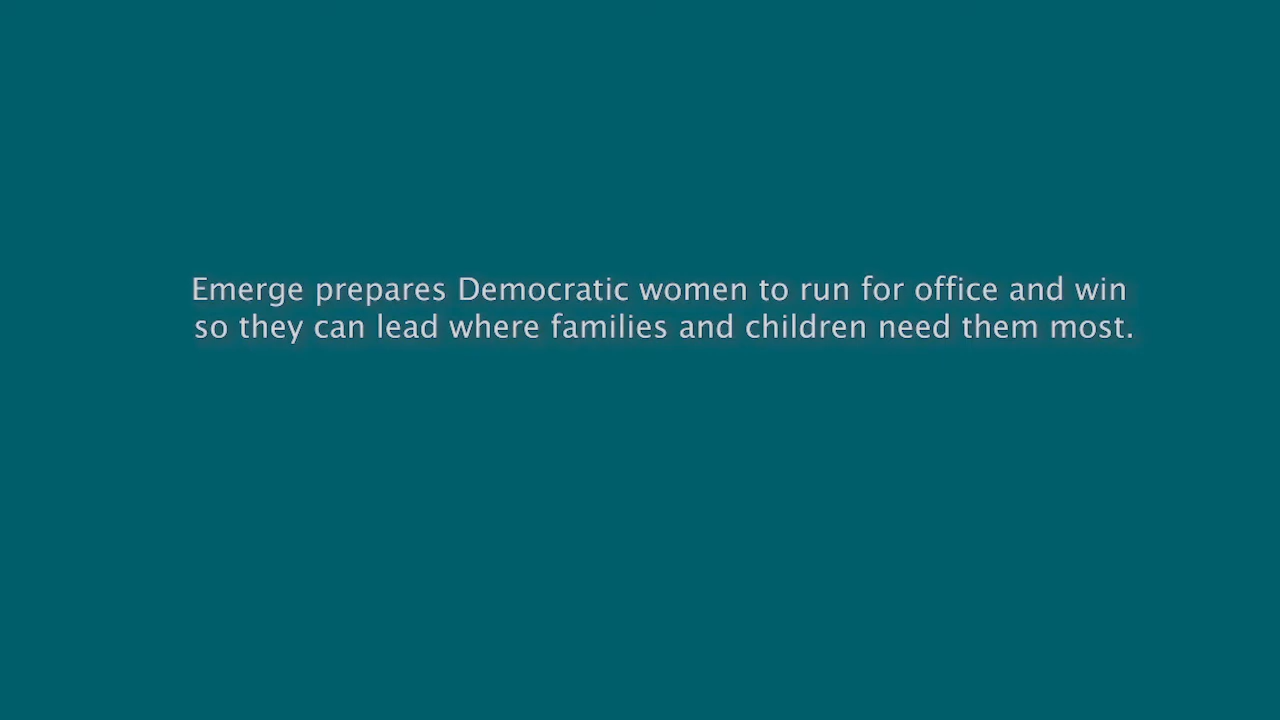 Emerge prepares Democratic women to run for office and win
so they can lead where families and children need them most.